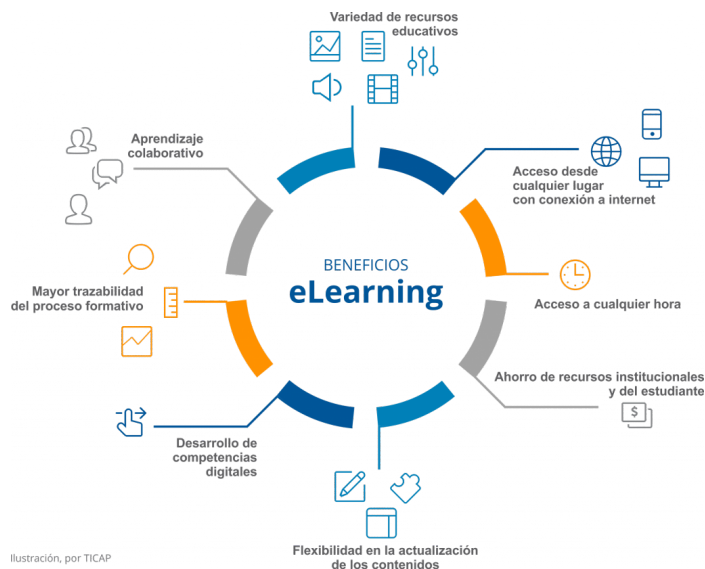 Variedad de recursos
educativos
Acceso desde
cualquier lugar
con conexión a internet
Acceso a cualquier hora
Ahorro de recursos institucionales
y del estudiante
$
Flexibilidad en la actualización
de los contenidos
Desarrollo de
competencias
digitales
Mayor trazabilidad
del proceso formativo
Aprendizaje
colaborativo
BENEFICIOS
eLearning
Ilustración, por TICAP